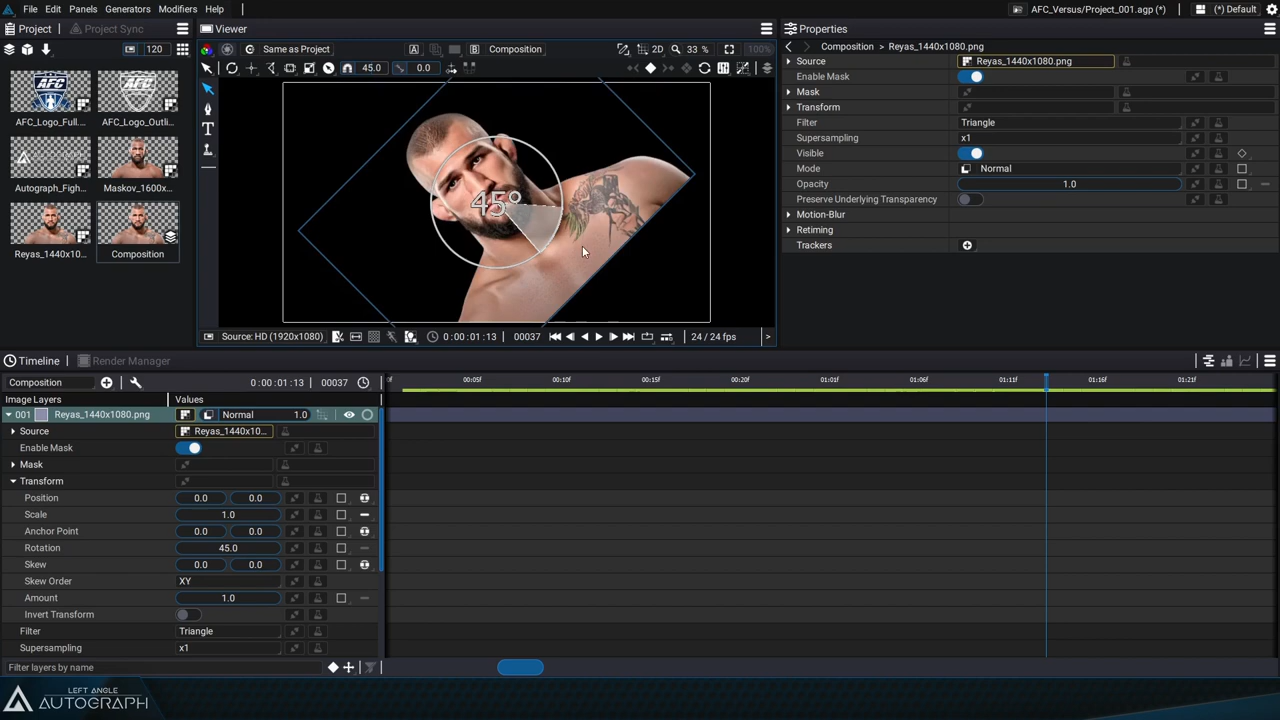 File Edit Panels Generators Modifiers Help
AFC_Versus/Project_001.agp (*)
(*) Default
Project
Project Sync
Viewer
Properties
120
Same as Project
A
B
Composition
2D
33 %
100%
Composition > Reyas_1440x1080.png
45.0
0.0
Source
Reyas_1440x1080.png
Enable Mask
Mask
Transform
Filter
Triangle
Supersampling
x1
Visible
Mode
Normal
Opacity
1.0
Preserve Underlying Transparency
Motion-Blur
Retiming
Trackers
AFC_Logo_Full...
AFC_Logo_Outli...
Autograph_Figh...
Maskov_1600x...
Reyas_1440x10...
Composition
45°
Source: HD (1920x1080)
0:00:01:13
00037
24 / 24 fps
Timeline
Render Manager
Composition
0:00:01:13
00037
0f
00:05f
00:10f
00:15f
00:20f
01:01f
01:06f
01:11f
01:16f
01:21f
Image Layers
Values
001
Reyas_1440x1080.png
Normal
1.0
Source
Reyas_1440x10...
Enable Mask
Mask
Transform
Position
0.0
0.0
Scale
1.0
Anchor Point
0.0
0.0
Rotation
45.0
Skew
0.0
0.0
Skew Order
XY
Amount
1.0
Invert Transform
Filter
Triangle
Supersampling
x1
Filter layers by name
LEFT ANGLE
AUTOGRAPH